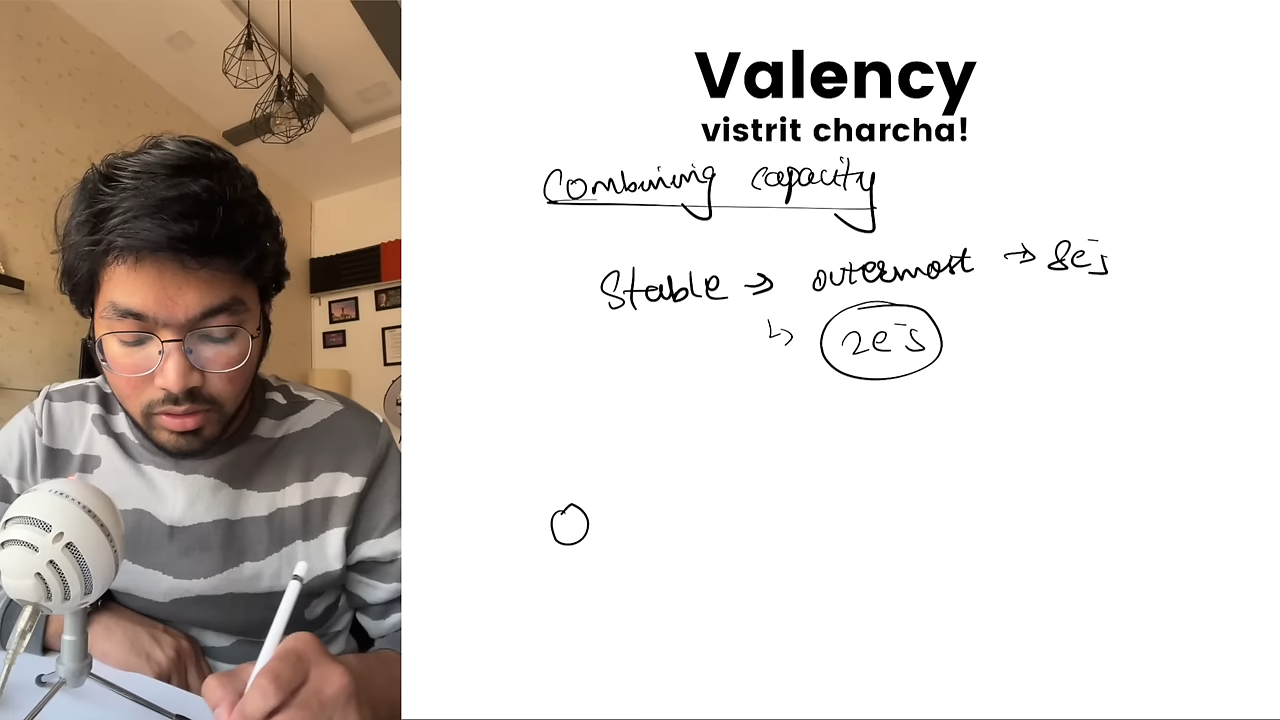 Valency
vistrit charcha!
Combining capacity
Stable → outermost → 8e⁻s
↳ 2e⁻s